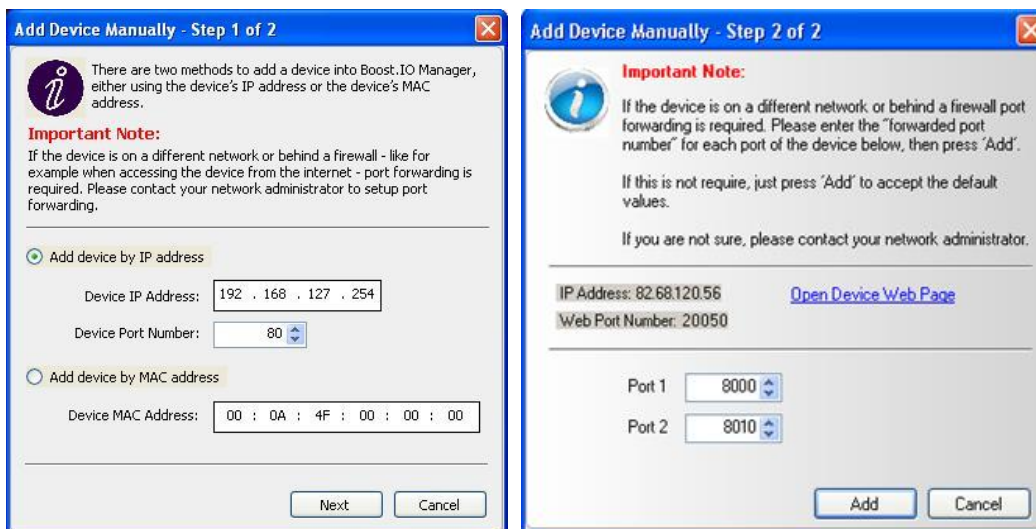 Add Device Manually - Step 1 of 2
There are two methods to add a device into Boost.IO Manager,
either using the device's IP address or the device's MAC
address.
Important Note:
If the device is on a different network or behind a firewall - like for
example when accessing the device from the internet - port forwarding is
required. Please contact your network administrator to setup port
forwarding.
Add device by IP address
Device IP Address: 192 . 168 . 127 . 254
Device Port Number: 80
Add device by MAC address
Device MAC Address: 00 : 0A : 4F : 00 : 00 : 00
Next Cancel
Add Device Manually - Step 2 of 2
Important Note:
If the device is on a different network or behind a firewall port
forwarding is required. Please enter the "forwarded port
number" for each port of the device below, then press 'Add'.
If this is not require, just press 'Add' to accept the default
values.
If you are not sure, please contact your network administrator.
IP Address: 82.68.120.56 Open Device Web Page
Web Port Number: 20050
Port 1 8000
Port 2 8010
Add Cancel